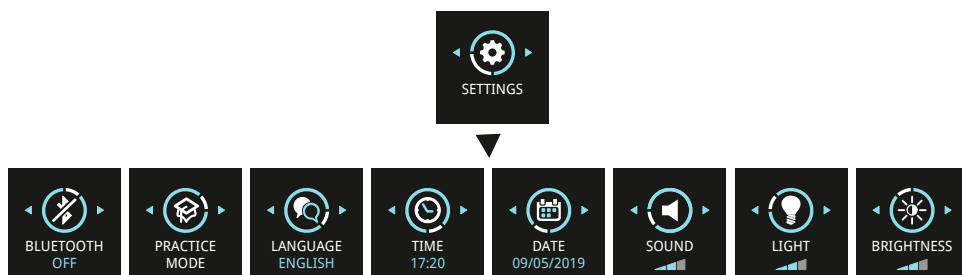 SETTINGS
BLUETOOTH
OFF
PRACTICE
MODE
LANGUAGE
ENGLISH
TIME
17:20
DATE
09/05/2019
SOUND
LIGHT
BRIGHTNESS